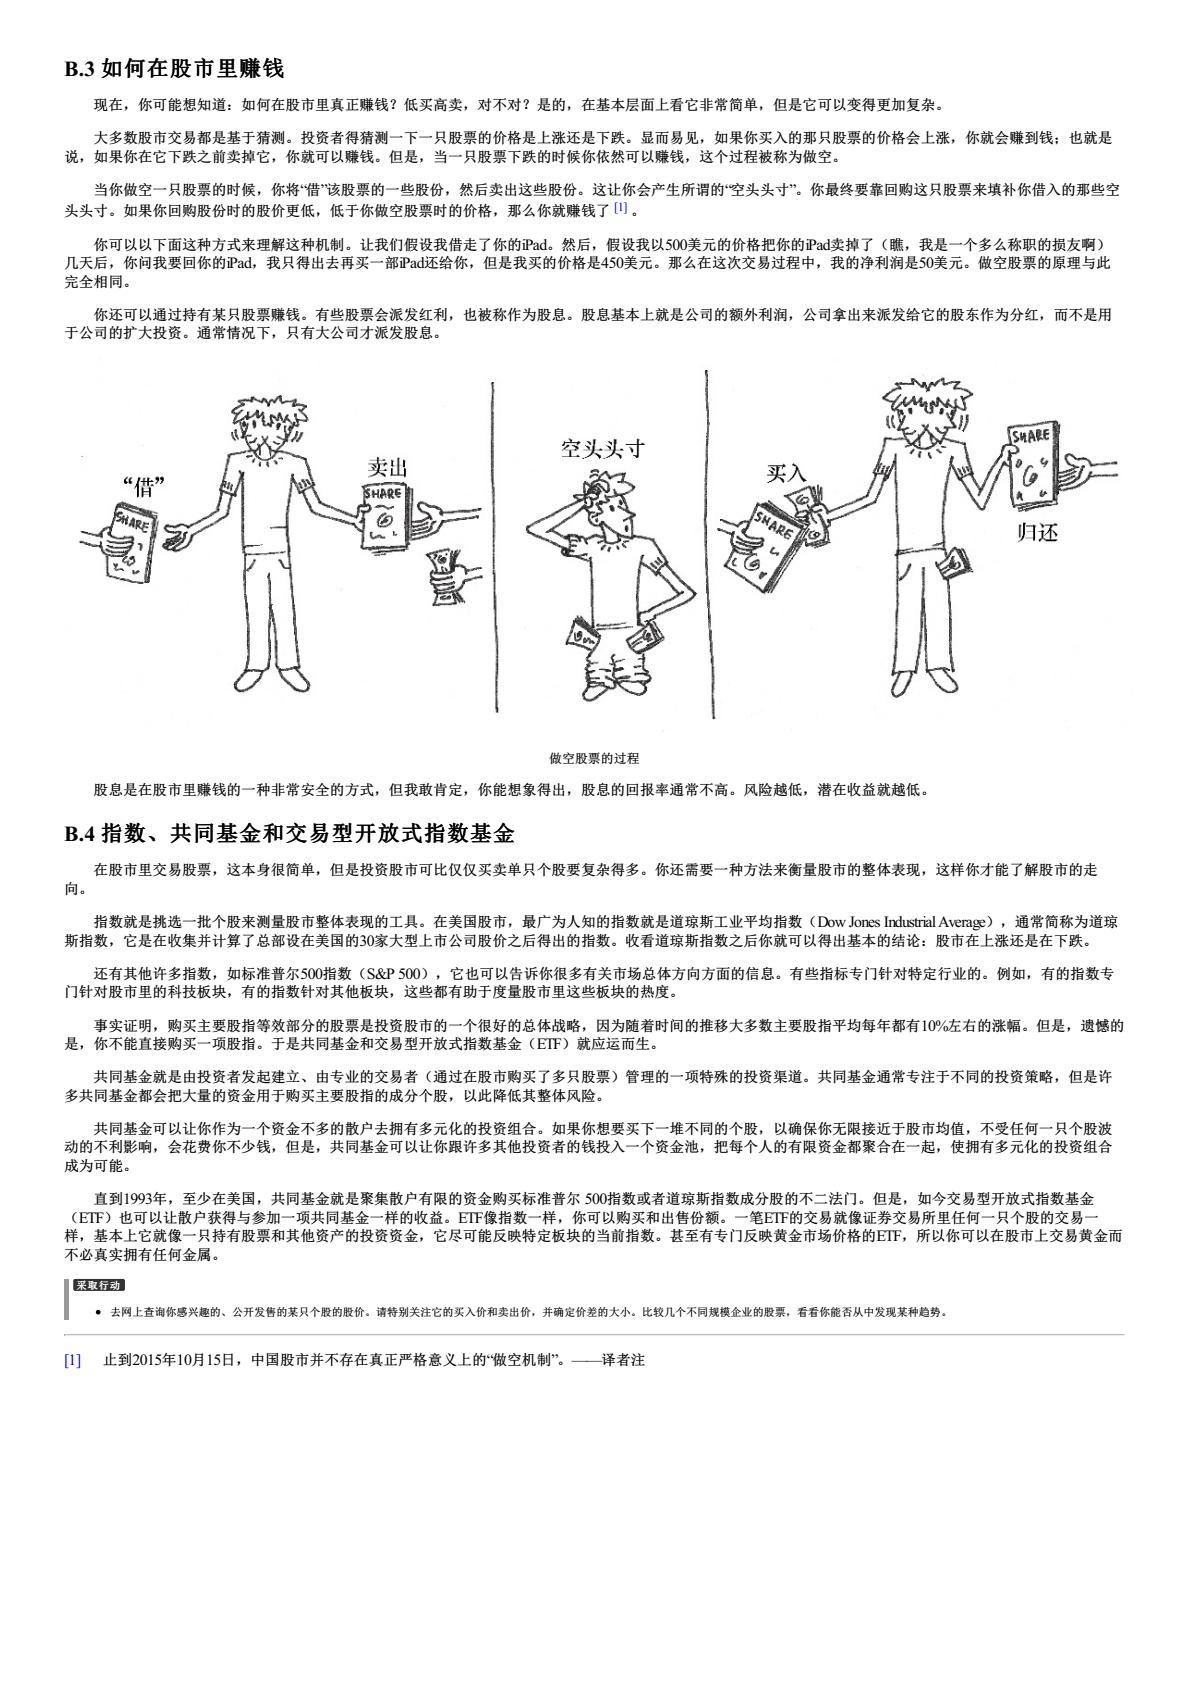 B.3 如何在股市里赚钱
现在，你可能想知道：如何在股市里真正赚钱？低买高卖，对不对？是的，在基本层面上看它非常简单，但是它可以变得更加复杂。
大多数股市交易都是基于猜测。投资者得猜测一下一只股票的价格是上涨还是下跌。显而易见，如果你买入的那只股票的价格会上涨，你就会赚到钱；也就是
说，如果你在它下跌之前卖掉它，你就可以赚钱。但是，当一只股票下跌的时候你依然可以赚钱，这个过程被称为做空。
当你做空一只股票的时候，你将“借”该股票的一些股份，然后卖出这些股份。这让你会产生所谓的“空头头寸”。你最终要靠回购这只股票来填补你借入的那些空
头头寸。如果你回购股份时的股价更低，低于你做空股票时的价格，那么你就赚钱了 [1] 。
你可以以下面这种方式来理解这种机制。让我们假设我借走了你的iPad。然后，假设我以500美元的价格把你的iPad卖掉了（瞧，我是一个多么称职的损友啊）
几天后，你问我要回你的iPad，我只得出去再买一部iPad还给你，但是我买的价格是450美元。那么在这次交易过程中，我的净利润是50美元。做空股票的原理与此
完全相同。
你还可以通过持有某只股票赚钱。有些股票会派发红利，也被称作为股息。股息基本上就是公司的额外利润，公司拿出来派发给它的股东作为分红，而不是用
于公司的扩大投资。通常情况下，只有大公司才派发股息。
“借”
SHARE
卖出
SHARE
空头头寸
买入
SHARE
SHARE
归还
做空股票的过程
股息是在股市里赚钱的一种非常安全的方式，但我敢肯定，你能想象得出，股息的回报率通常不高。风险越低，潜在收益就越低。
B.4 指数、共同基金和交易型开放式指数基金
在股市里交易股票，这本身很简单，但是投资股市可比仅仅买卖单只个股要复杂得多。你还需要一种方法来衡量股市的整体表现，这样你才能了解股市的走
向。
指数就是挑选一批个股来测量股市整体表现的工具。在美国股市，最广为人知的指数就是道琼斯工业平均指数（Dow Jones Industrial Average），通常简称为道琼
斯指数，它是在收集并计算了总部设在美国的30家大型上市公司股价之后得出的指数。收看道琼斯指数之后你就可以得出基本的结论：股市在上涨还是在下跌。
还有其他许多指数，如标准普尔500指数（S&P 500），它也可以告诉你很多有关市场总体方向方面的信息。有些指标专门针对特定行业的。例如，有的指数专
门针对股市里的科技板块，有的指数针对其他板块，这些都有助于度量股市里这些板块的热度。
事实证明，购买主要股指等效部分的股票是投资股市的一个很好的总体战略，因为随着时间的推移大多数主要股指平均每年都有10%左右的涨幅。但是，遗憾的
是，你不能直接购买一项股指。于是共同基金和交易型开放式指数基金（ETF）就应运而生。
共同基金就是由投资者发起建立、由专业的交易者（通过在股市购买了多只股票）管理的一项特殊的投资渠道。共同基金通常专注于不同的投资策略，但是许
多共同基金都会把大量的资金用于购买主要股指的成分个股，以此降低其整体风险。
共同基金可以让你作为一个资金不多的散户去拥有多元化的投资组合。如果你想要买下一堆不同的个股，以确保你无限接近于股市均值，不受任何一只个股波
动的不利影响，会花费你不少钱，但是，共同基金可以让你跟许多其他投资者的钱投入一个资金池，把每个人的有限资金都聚合在一起，使拥有多元化的投资组合
成为可能。
直到1993年，至少在美国，共同基金就是聚集散户有限的资金购买标准普尔 500指数或者道琼斯指数成分股的不二法门。但是，如今交易型开放式指数基金
（ETF）也可以让散户获得与参加一项共同基金一样的收益。ETF像指数一样，你可以购买和出售份额。一笔ETF的交易就像证券交易所里任何一只个股的交易一
样，基本上它就像一只持有股票和其他资产的投资资金，它尽可能反映特定板块的当前指数。甚至有专门反映黄金市场价格的ETF，所以你可以在股市上交易黄金而
不必真实拥有任何金属。
采取行动
● 去网上查询你感兴趣的、公开发售的某只个股的股价。请特别关注它的买入价和卖出价，并确定价差的大小。比较几个不同规模企业的股票，看看你能否从中发现某种趋势。
[1] 止到2015年10月15日，中国股市并不存在真正严格意义上的“做空机制”。——译者注